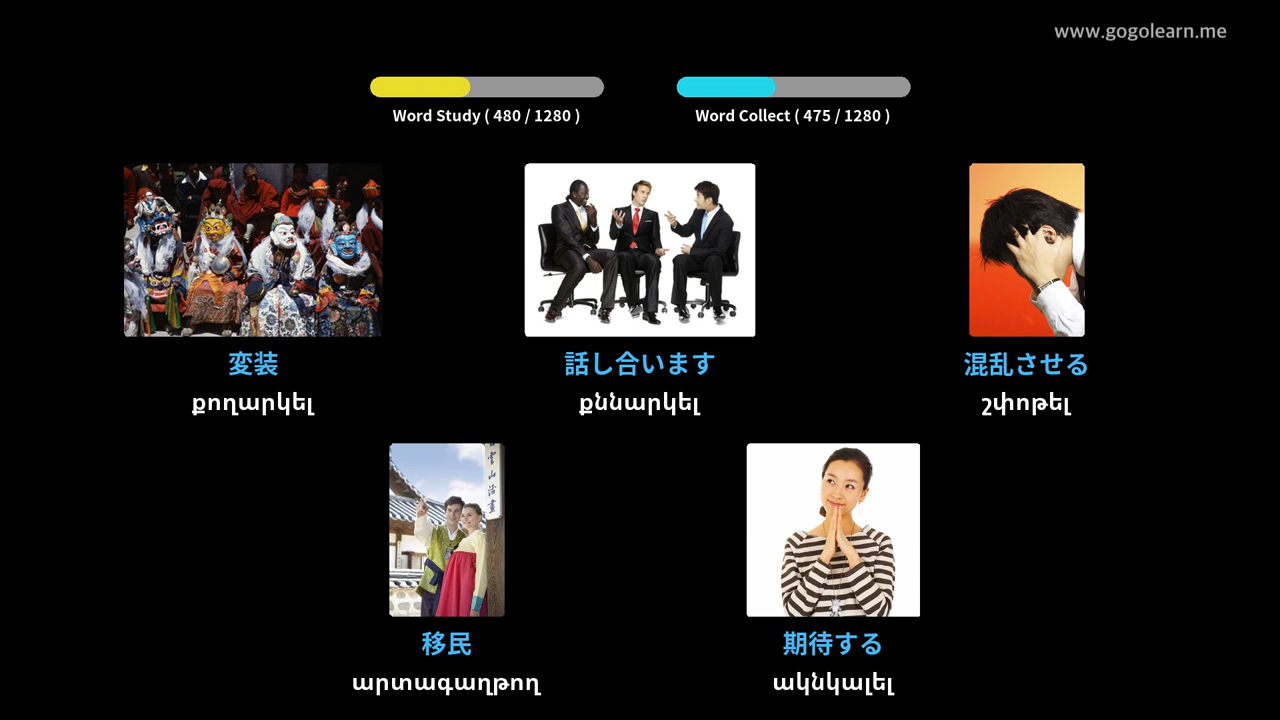 www.gogolearn.me
Word Study ( 480 / 1280 )
Word Collect ( 475 / 1280 )
変装
քողարկել
話し合います
քննարկել
混乱させる
շփոթել
移民
արտագաղթող
期待する
ակնկալել